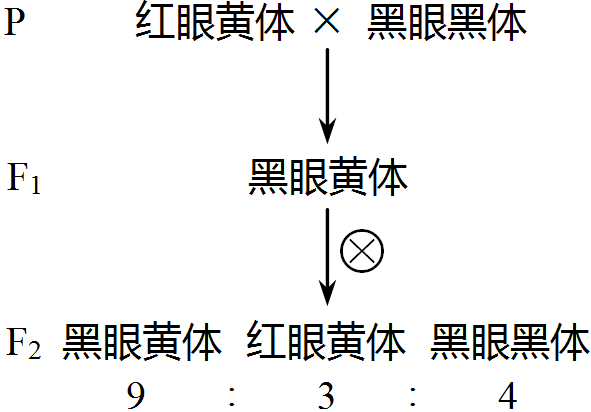 P 红眼黄体 × 黑眼黑体
F₁ 黑眼黄体
⊗
F₂ 黑眼黄体 红眼黄体 黑眼黑体
9 : 3 : 4